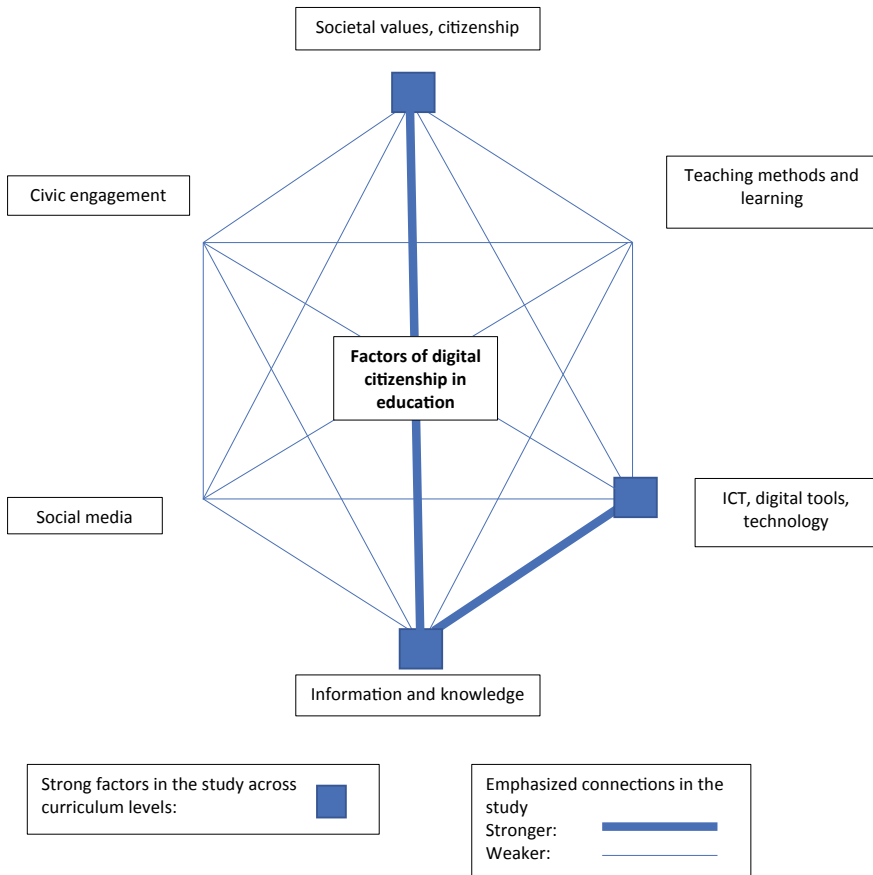 Societal values, citizenship
Civic engagement
Teaching methods and
learning
Factors of digital
citizenship in
education
Social media
ICT, digital tools,
technology
Information and knowledge
Strong factors in the study across
curriculum levels:
Emphasized connections in the
study
Stronger:
Weaker: